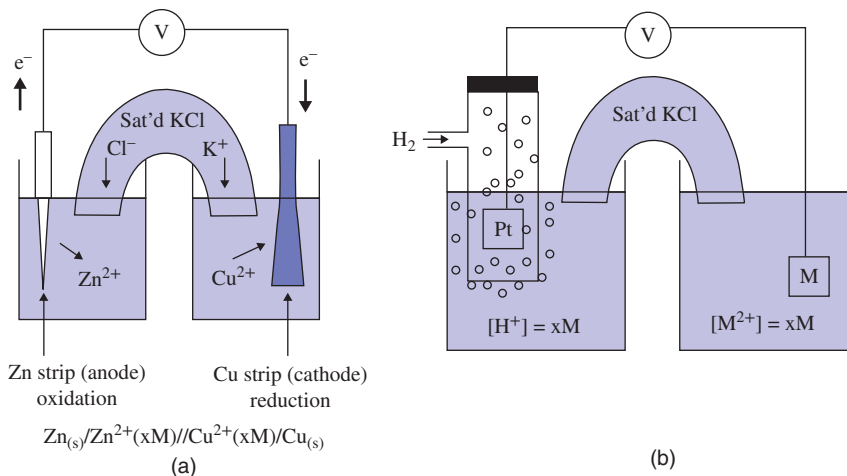 V
e⁻
e⁻
Sat'd KCl
Cl⁻
K⁺
Zn²⁺
Cu²⁺
Zn strip (anode)
oxidation
Cu strip (cathode)
reduction
Zn₍ₛ₎/Zn²⁺(xM)//Cu²⁺(xM)/Cu₍ₛ₎
(a)
V
Sat'd KCl
H₂
Pt
M
[H⁺] = xM
[M²⁺] = xM
(b)